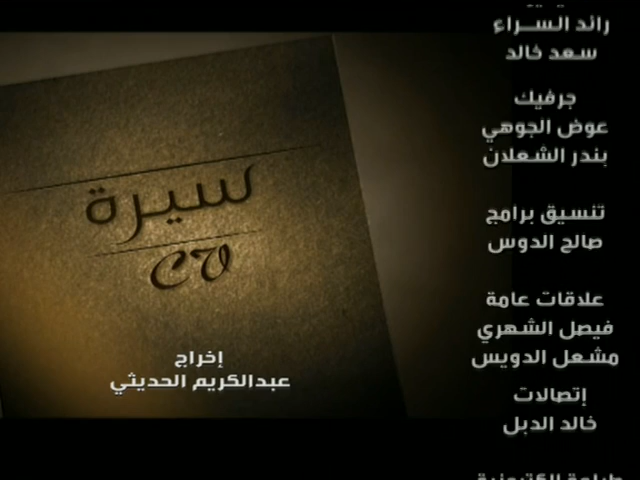 رائد السراء
سعد خالد
جرفيك
عوض الجوهي
بندر الشعلان
تنسيق برامج
صالح الدوس
علاقات عامة
فيصل الشهري
مشعل الدويس
إتصالات
خالد الدبل
سيرة
CV
إخراج
عبدالكريم الحديثي